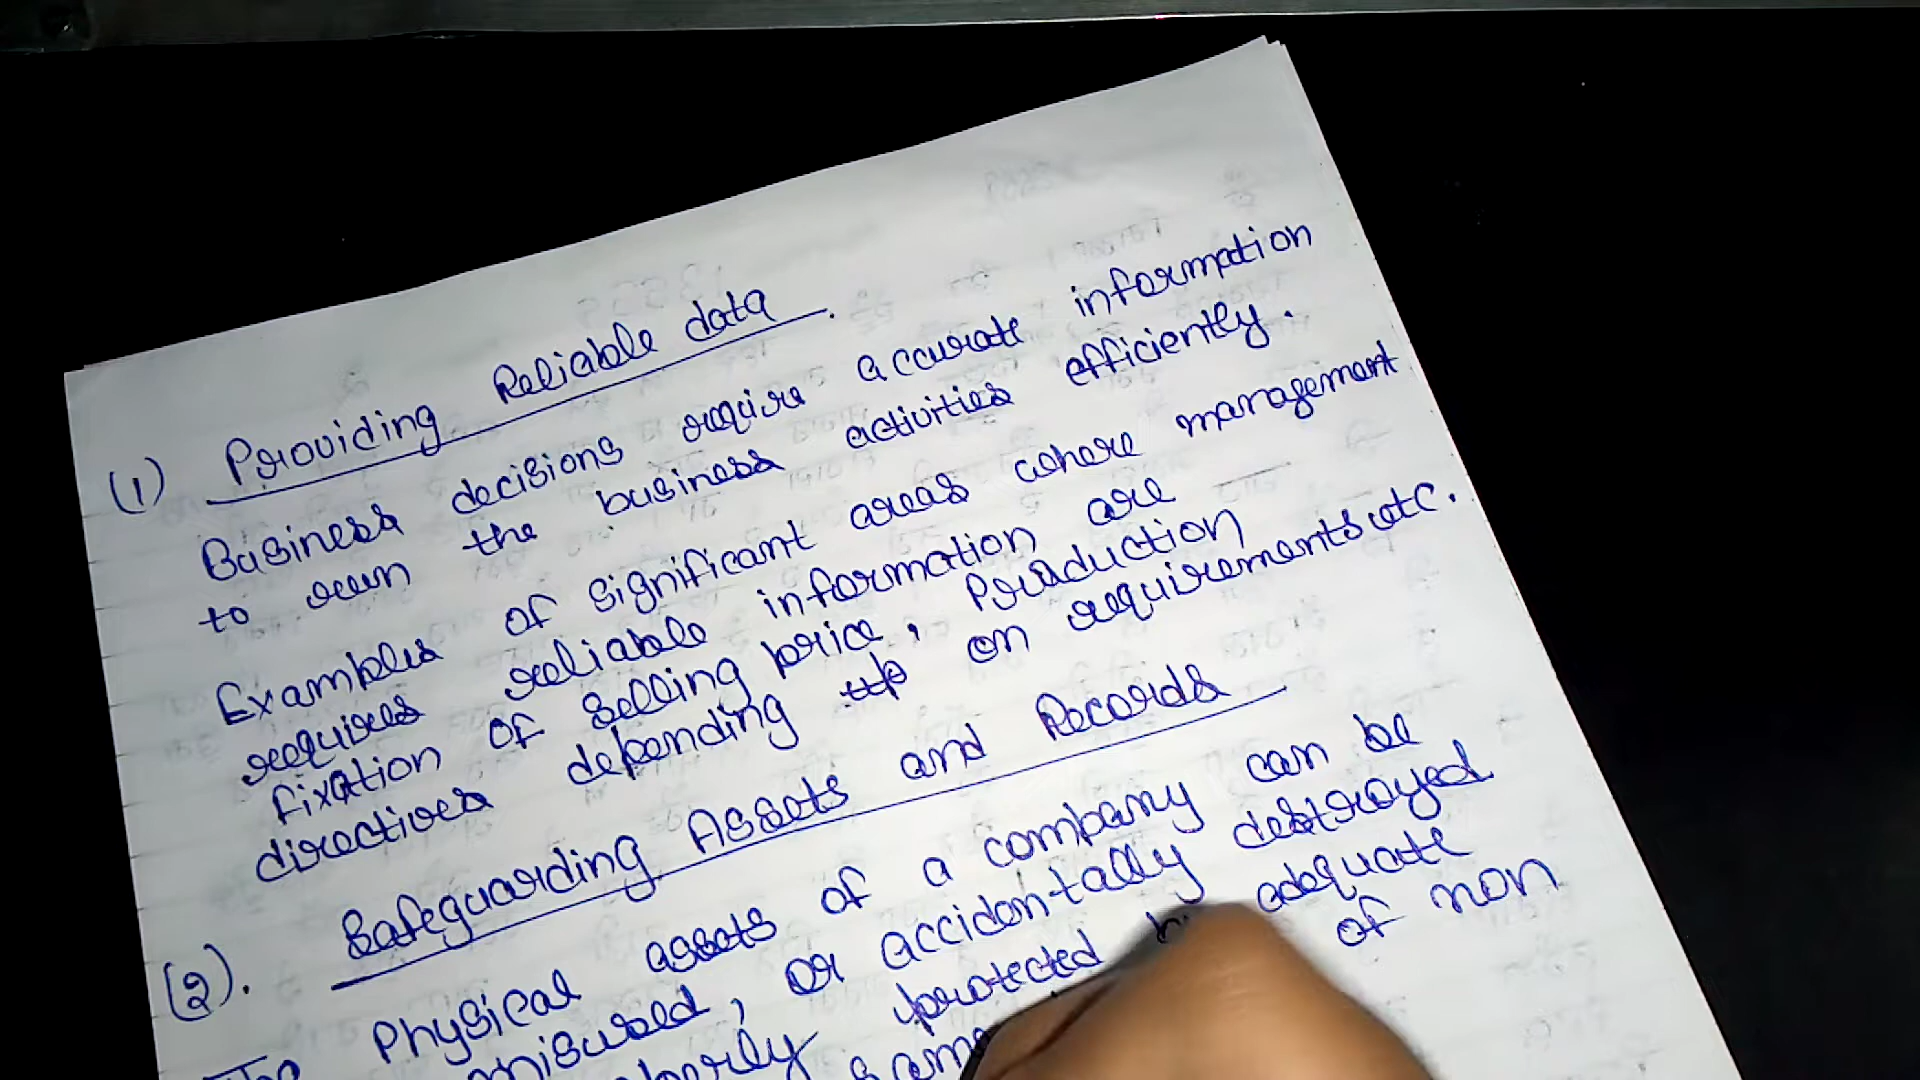 (1) Providing Reliable data.
Business decisions require accurate information
to run the business activities efficiently.
Examples of significant areas where management
requires reliable information are
fixation of selling price, Production
directives depending on requirements etc.
(2). Safeguarding Assets and Records
The Physical assets of a company can be
misused, or accidentally destroyed
protected adequate
of non